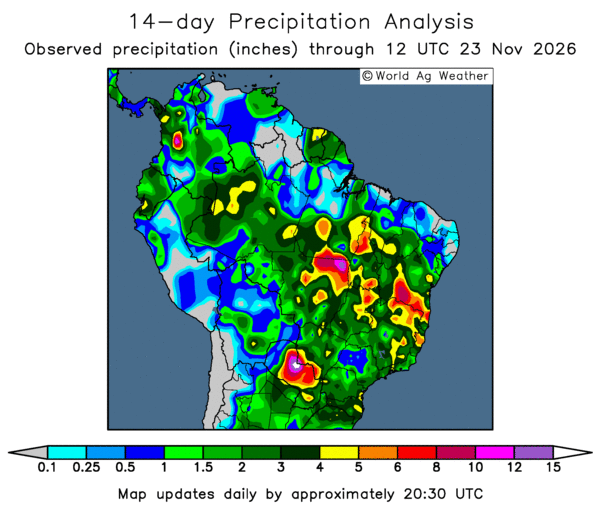 14-day Precipitation Analysis
Observed precipitation (inches) through 12 UTC 23 Nov 2026
© World Ag Weather
0.1 0.25 0.5 1 1.5 2 3 4 5 6 8 10 12 15
Map updates daily by approximately 20:30 UTC